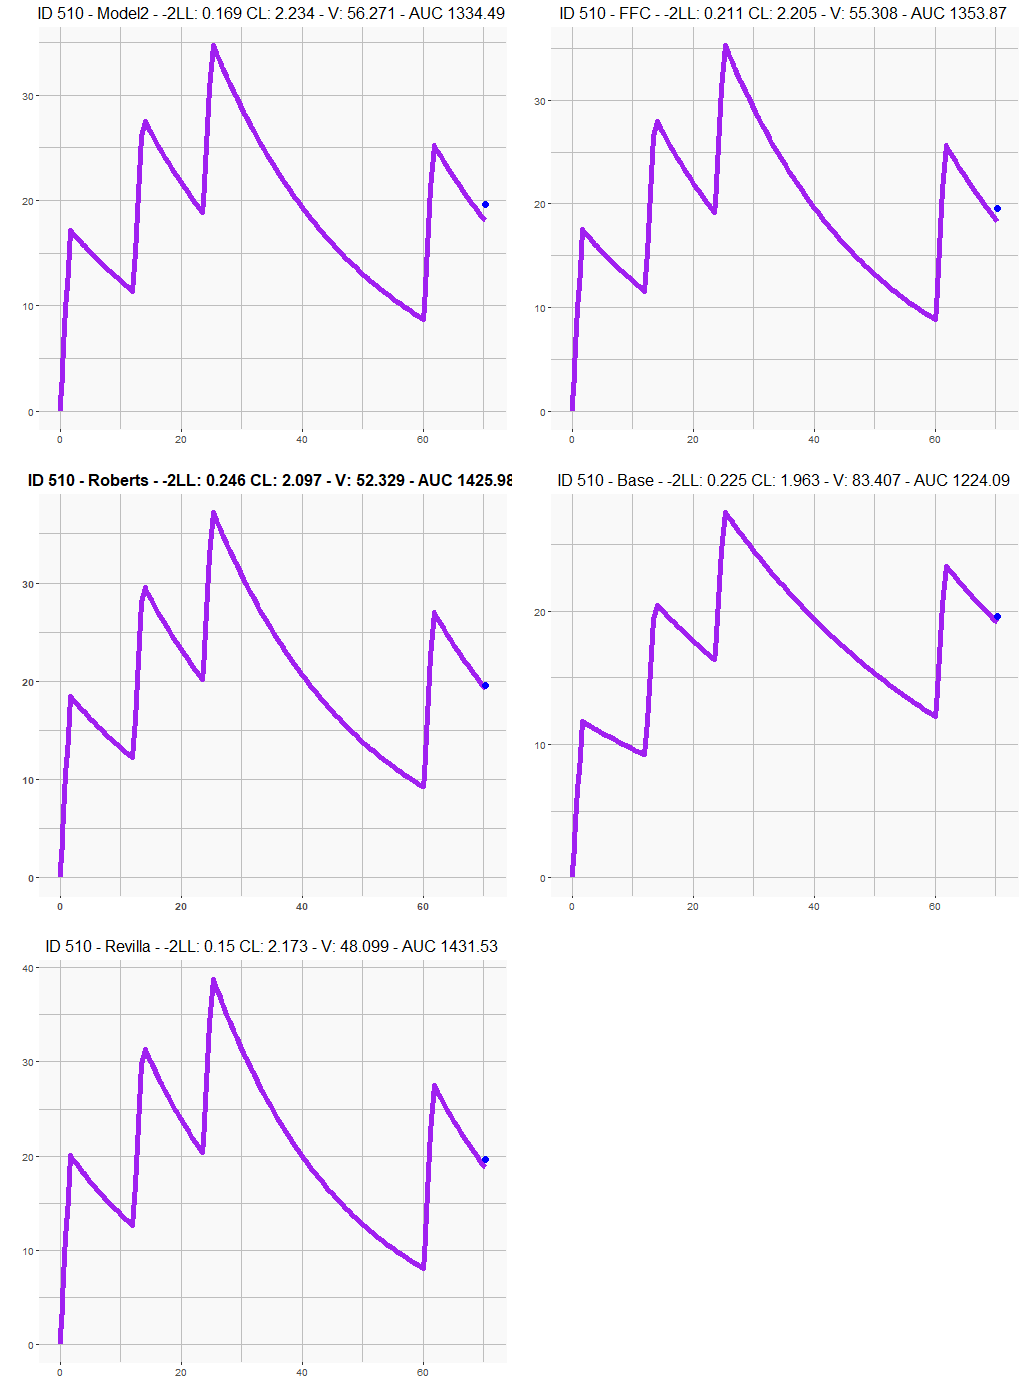 ID 510 - Model2 - -2LL: 0.169 CL: 2.234 - V: 56.271 - AUC 1334.49
30
20
10
0
0 20 40 60
ID 510 - FFC - -2LL: 0.211 CL: 2.205 - V: 55.308 - AUC 1353.87
30
20
10
0
0 20 40 60
ID 510 - Roberts - -2LL: 0.246 CL: 2.097 - V: 52.329 - AUC 1425.98
30
20
10
0
0 20 40 60
ID 510 - Base - -2LL: 0.225 CL: 1.963 - V: 83.407 - AUC 1224.09
20
10
0
0 20 40 60
ID 510 - Revilla - -2LL: 0.15 CL: 2.173 - V: 48.099 - AUC 1431.53
40
30
20
10
0
0 20 40 60